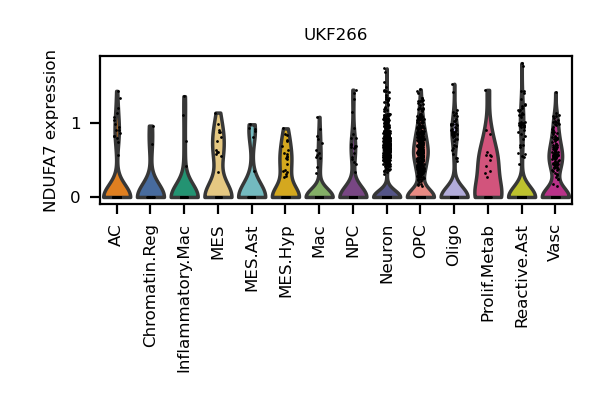 UKF266
NDUFA7 expression
1
0
AC
Chromatin.Reg
Inflammatory.Mac
MES
MES.Ast
MES.Hyp
Mac
NPC
Neuron
OPC
Oligo
Prolif.Metab
Reactive.Ast
Vasc